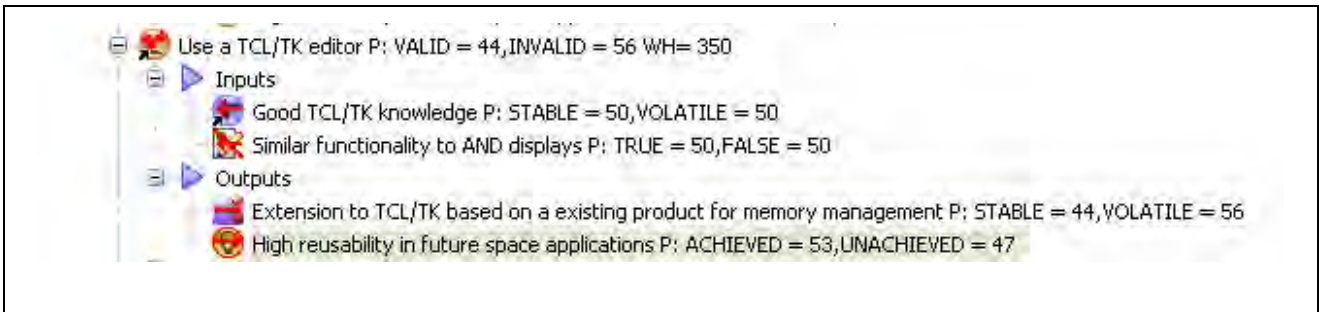 Use a TCL/TK editor P: VALID = 44,INVALID = 56 WH= 350
Inputs
Good TCL/TK knowledge P: STABLE = 50,VOLATILE = 50
Similar functionality to AND displays P: TRUE = 50,FALSE = 50
Outputs
Extension to TCL/TK based on a existing product for memory management P: STABLE = 44,VOLATILE = 56
High reusability in future space applications P: ACHIEVED = 53,UNACHIEVED = 47